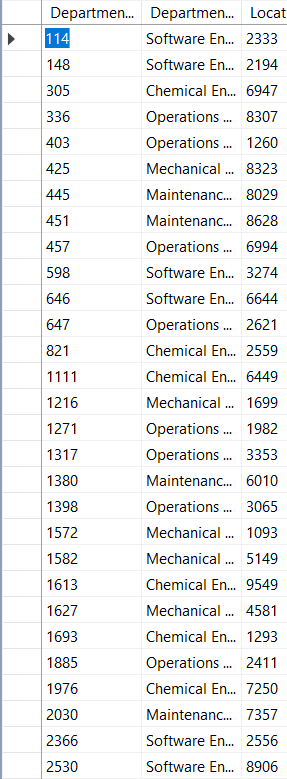 Departmen... Departmen... Locat
114 Software En... 2333
148 Software En... 2194
305 Chemical En... 6947
336 Operations ... 8307
403 Operations ... 1260
425 Mechanical ... 8323
445 Maintenanc... 8029
451 Maintenanc... 8628
457 Operations ... 6994
598 Software En... 3274
646 Software En... 6644
647 Operations ... 2621
821 Chemical En... 2559
1111 Chemical En... 6449
1216 Mechanical ... 1699
1271 Operations ... 1982
1317 Operations ... 3353
1380 Maintenanc... 6010
1398 Operations ... 3065
1572 Mechanical ... 1093
1582 Mechanical ... 5149
1613 Chemical En... 9549
1627 Mechanical ... 4581
1693 Chemical En... 1293
1885 Operations ... 2411
1976 Chemical En... 7250
2030 Maintenanc... 7357
2366 Software En... 2556
2530 Software En... 8906